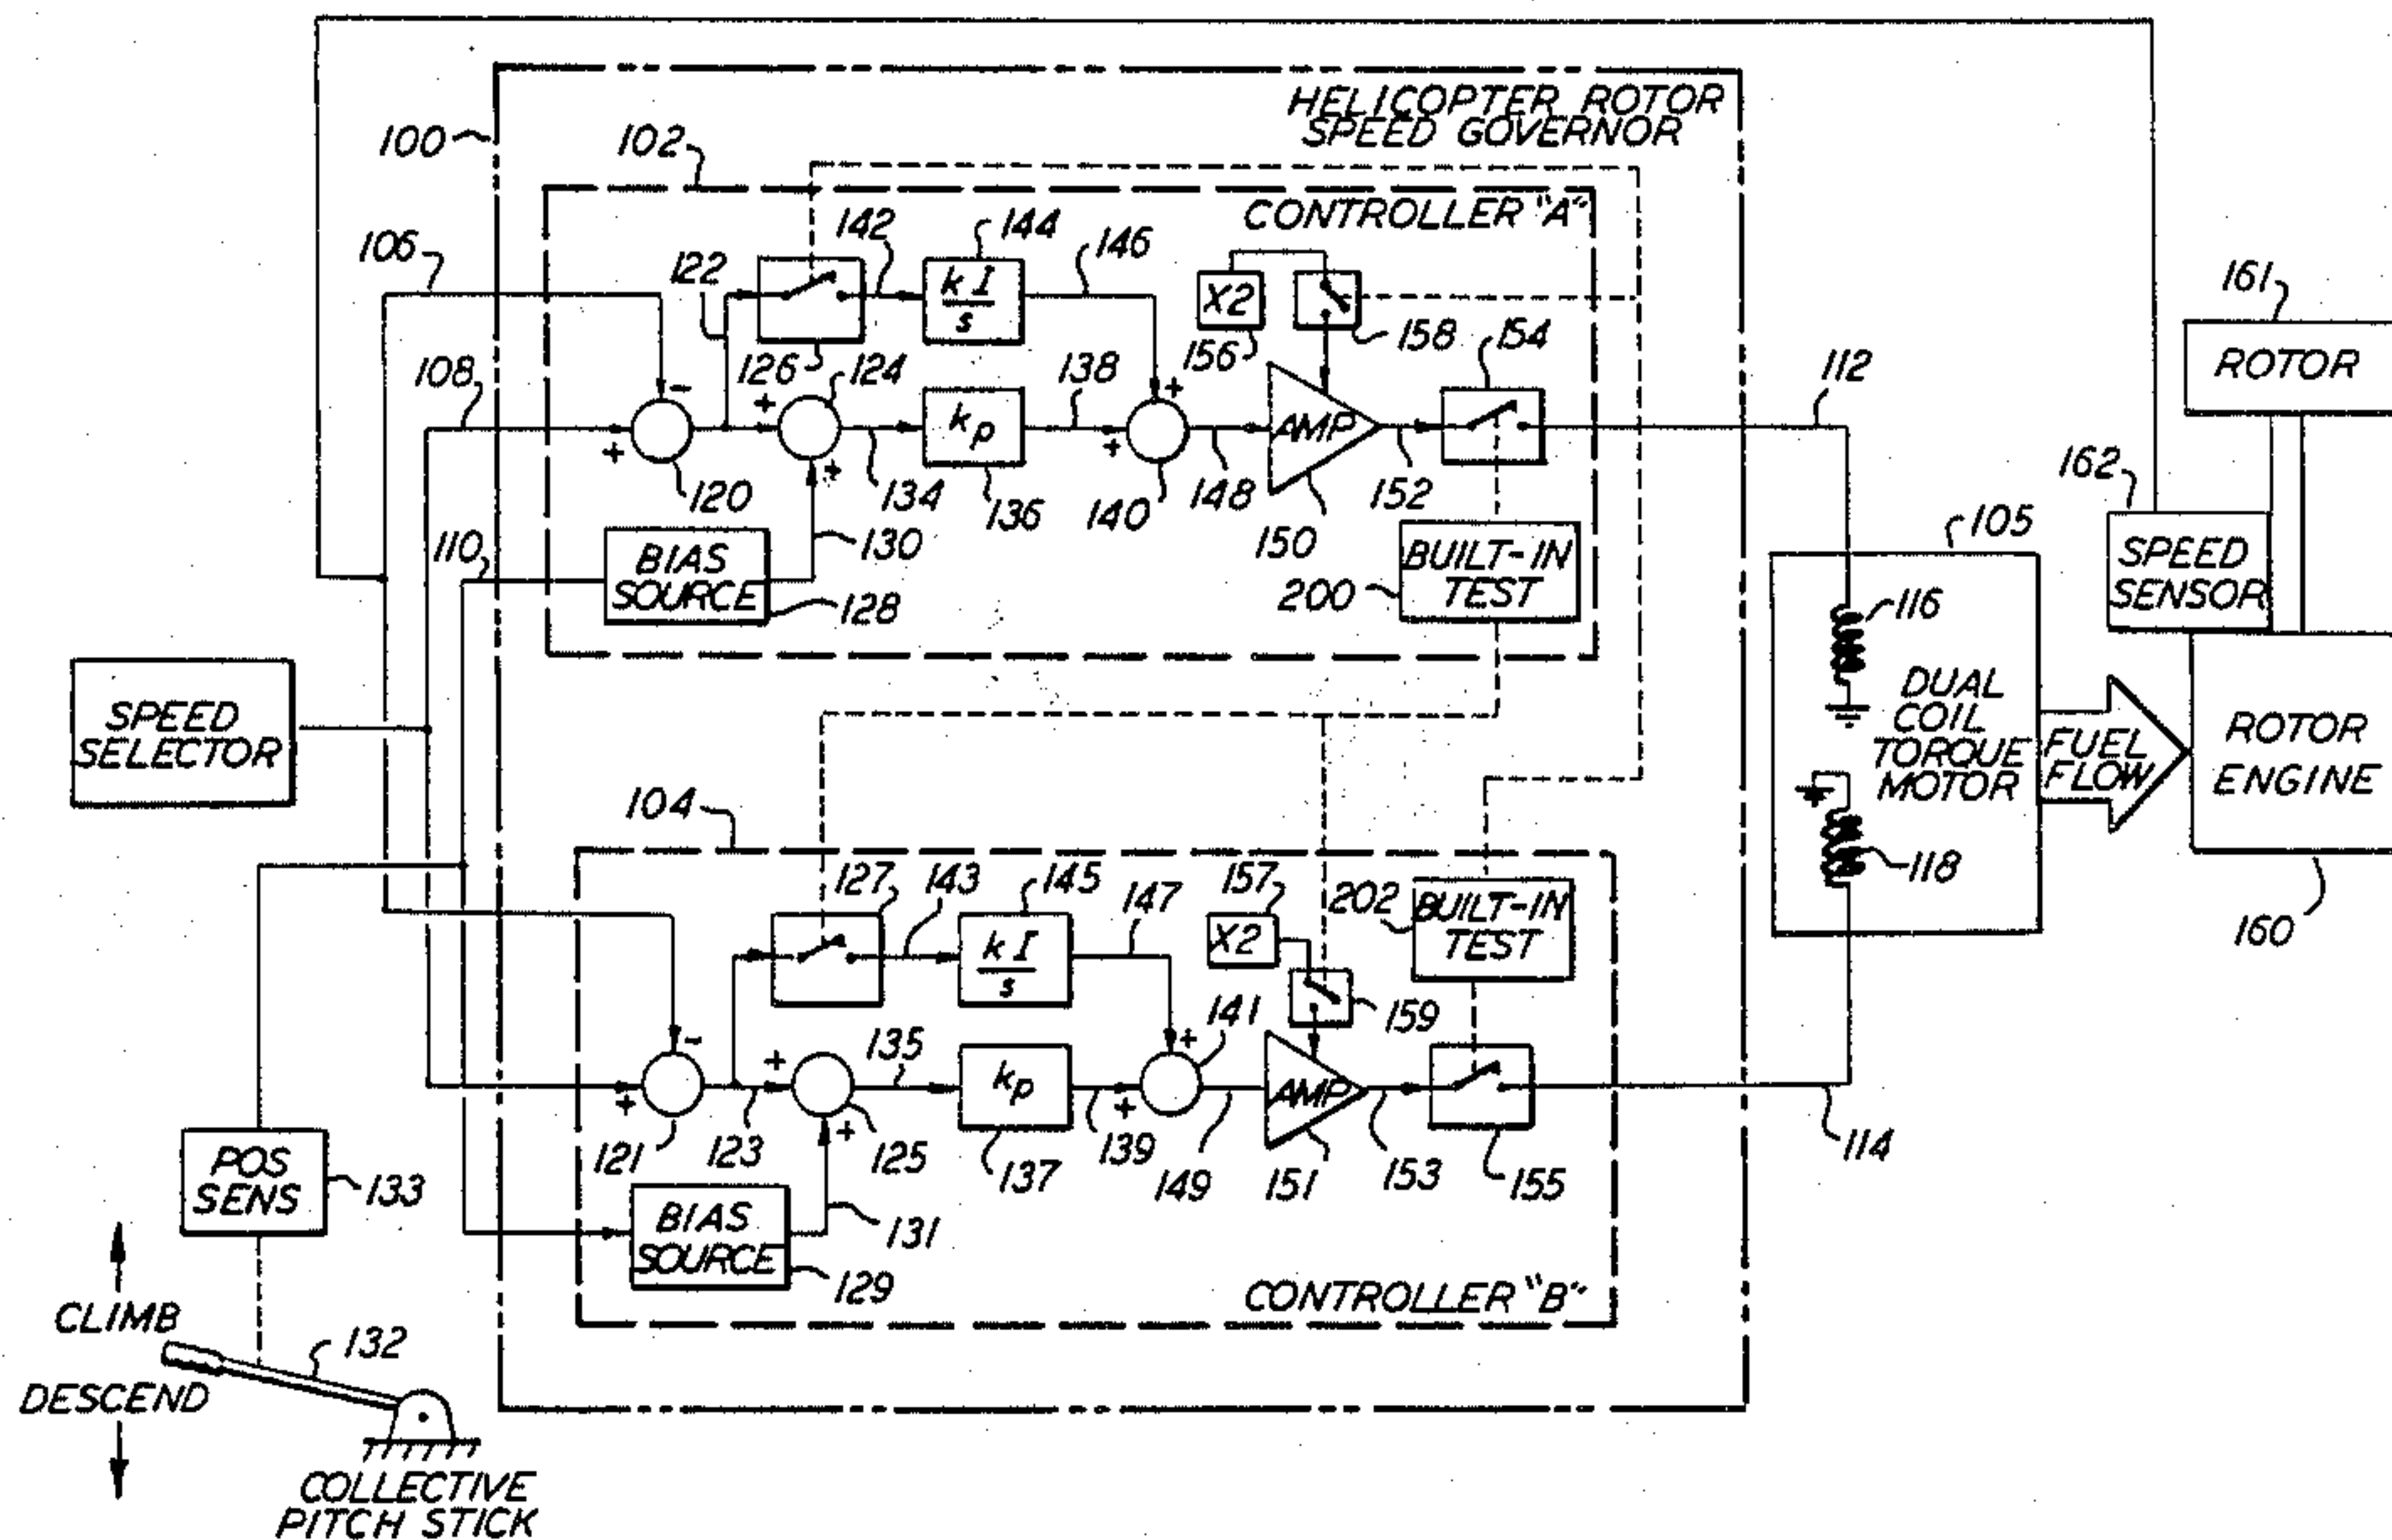 HELICOPTER ROTOR
SPEED GOVERNOR
100
102
CONTROLLER "A"
106
122
142
144
146
k I
s
X2
156
158
154
161
ROTOR
108
126
124
138
112
-
+
+
kp
+
+
AMP
162
120
+
134
136
140
148
150
152
105
110
130
BIAS
SOURCE
128
BUILT-IN
TEST
200
SPEED
SENSOR
116
SPEED
SELECTOR
DUAL
COIL
TORQUE
MOTOR
FUEL
FLOW
ROTOR
ENGINE
104
118
160
127
143
145
147
157
202
BUILT-IN
TEST
k I
s
X2
159
141
-
+
+
135
kp
+
+
AMP
121
123
+
125
137
139
149
151
153
155
114
POS
SENS
133
BIAS
SOURCE
131
129
CONTROLLER "B"
CLIMB
132
DESCEND
COLLECTIVE
PITCH STICK